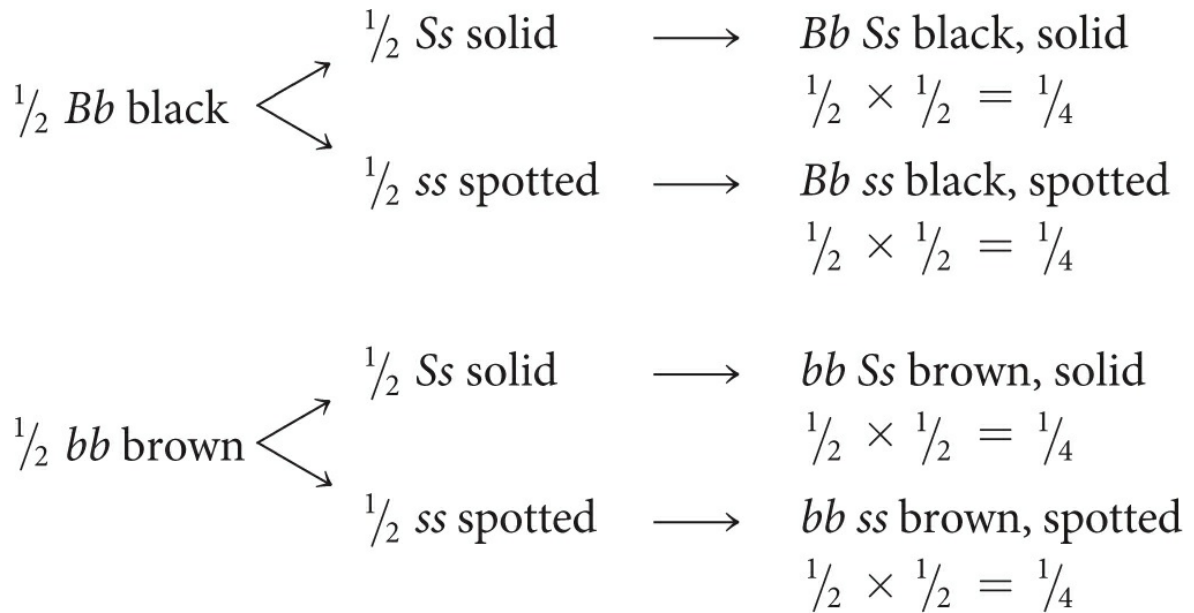 ½ Ss solid ⟶ Bb Ss black, solid
½ Bb black
½ × ½ = ¼
½ ss spotted ⟶ Bb ss black, spotted
½ × ½ = ¼
½ Ss solid ⟶ bb Ss brown, solid
½ bb brown
½ × ½ = ¼
½ ss spotted ⟶ bb ss brown, spotted
½ × ½ = ¼